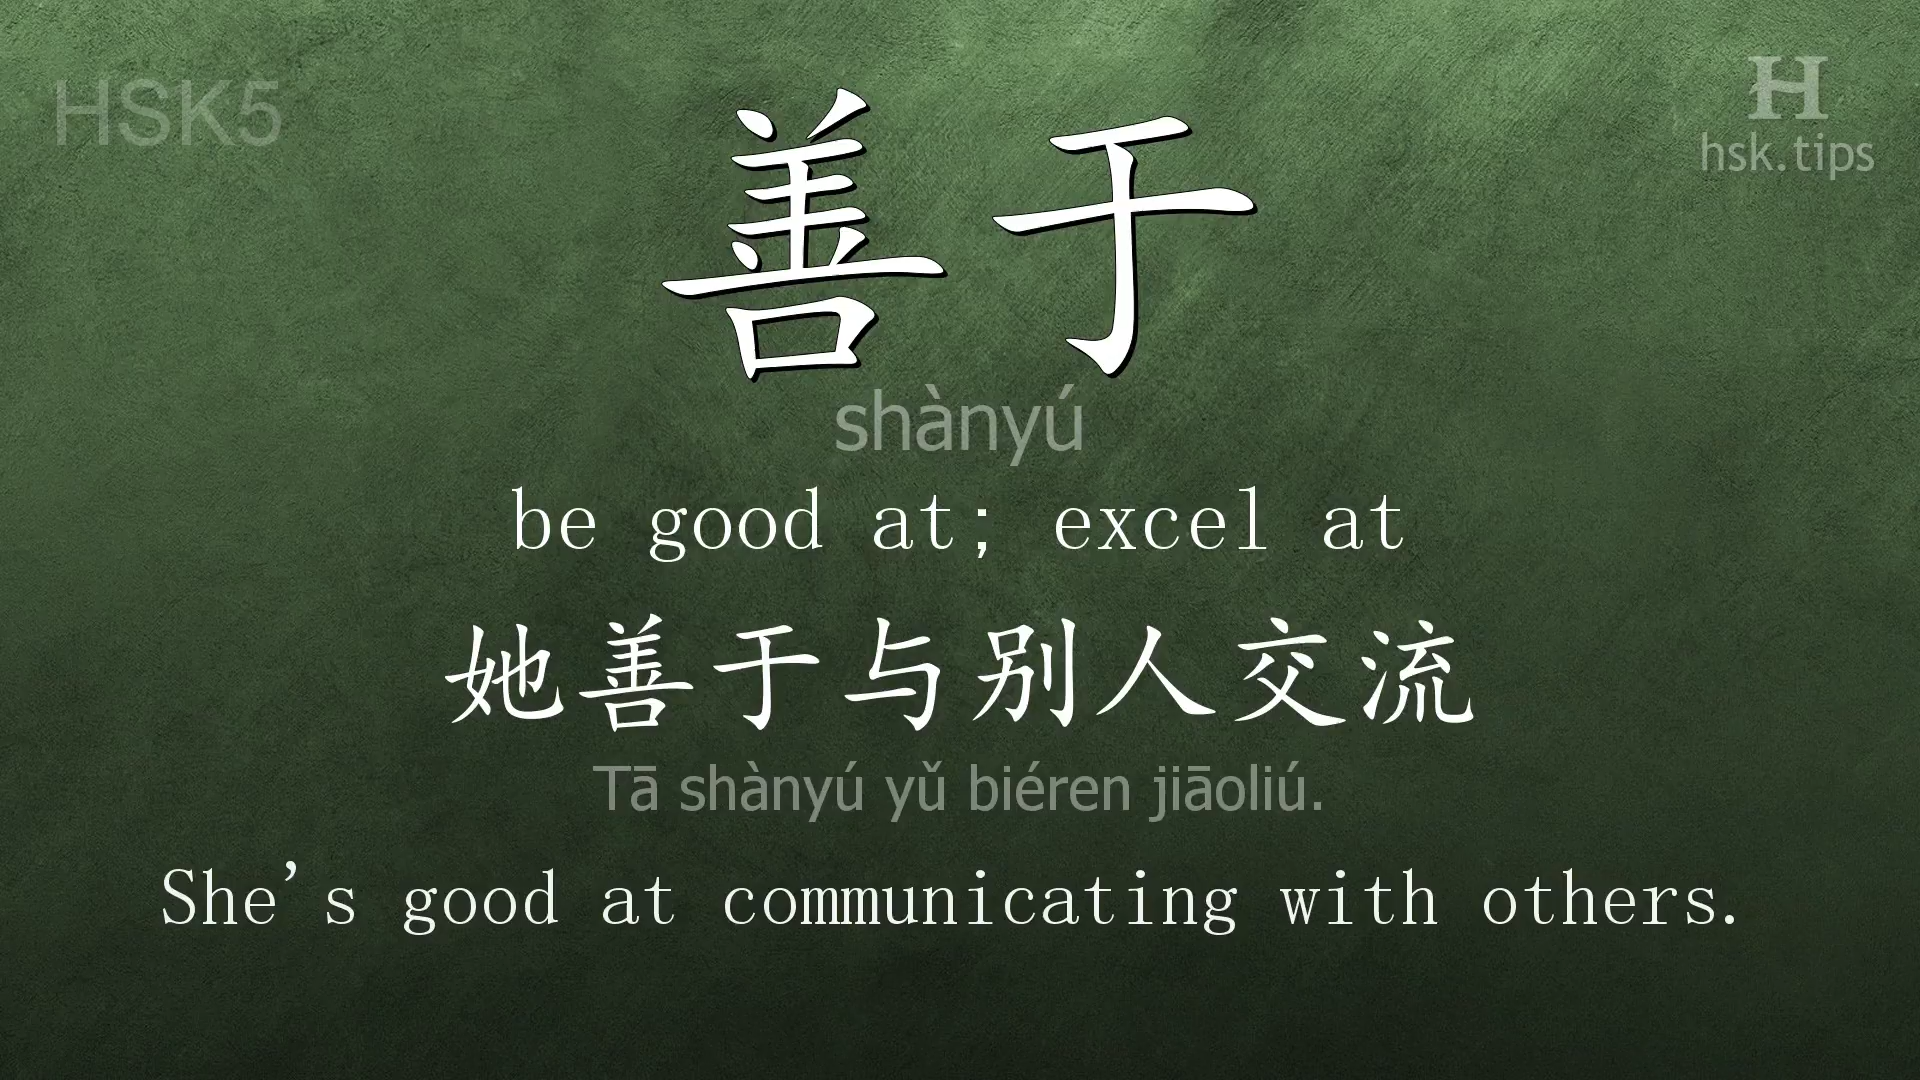 HSK5
H
hsk.tips
善于
shànyú
be good at; excel at
她善于与别人交流
Tā shànyú yǔ biéren jiāoliú.
She's good at communicating with others.